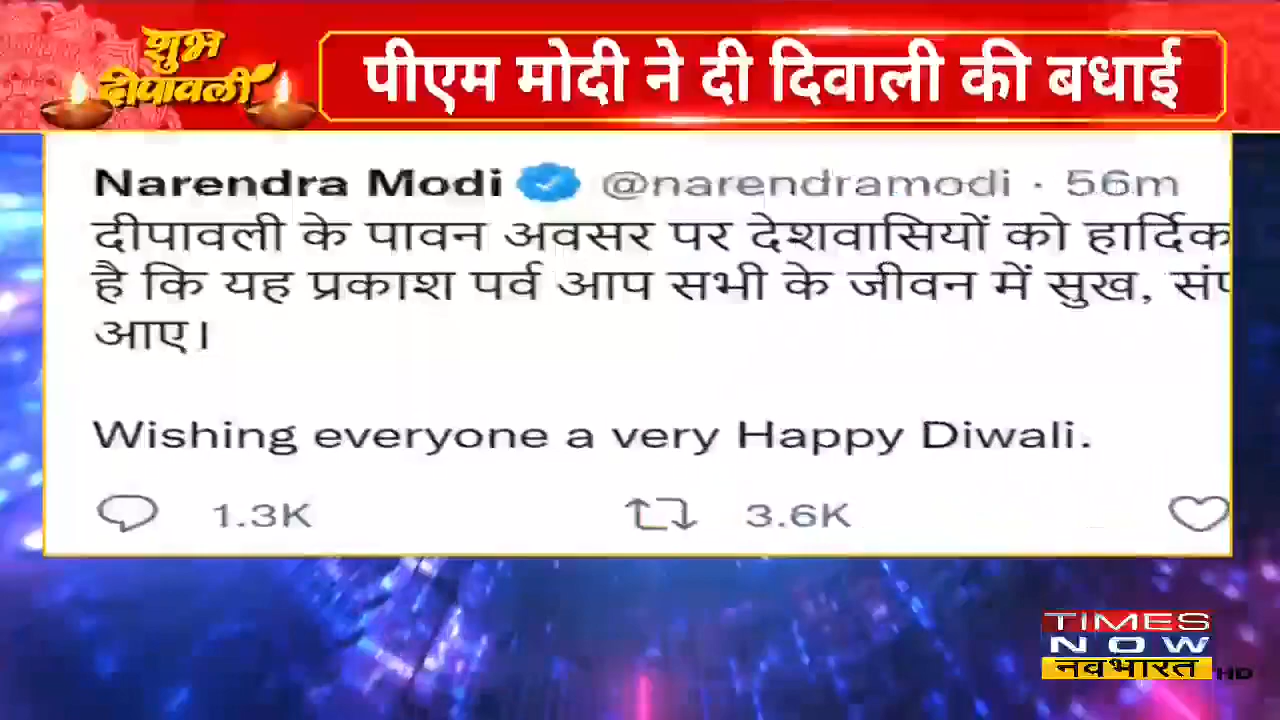 शुभ
दीपावली
पीएम मोदी ने दी दिवाली की बधाई
Narendra Modi @narendramodi · 56m
दीपावली के पावन अवसर पर देशवासियों को हार्दिक
है कि यह प्रकाश पर्व आप सभी के जीवन में सुख,
आए।
Wishing everyone a very Happy Diwali.
1.3K 3.6K
TIMES
NOW
नवभारत HD